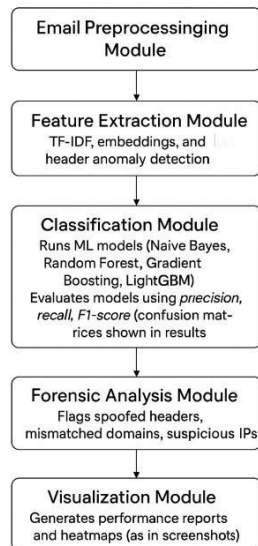 Email Preprocessinging
Module
Feature Extraction Module
TF-IDF, embeddings, and
header anomaly detection
Classification Module
Runs ML models (Naive Bayes,
Random Forest, Gradient
Boosting, LightGBM)
Evaluates models using precision,
recall, F1-score (confusion mat-
rices shown in results
Forensic Analysis Module
Flags spoofed headers,
mismatched domains, suspicious IPs
Visualization Module
Generates performance reports
and heatmaps (as in screenshots)